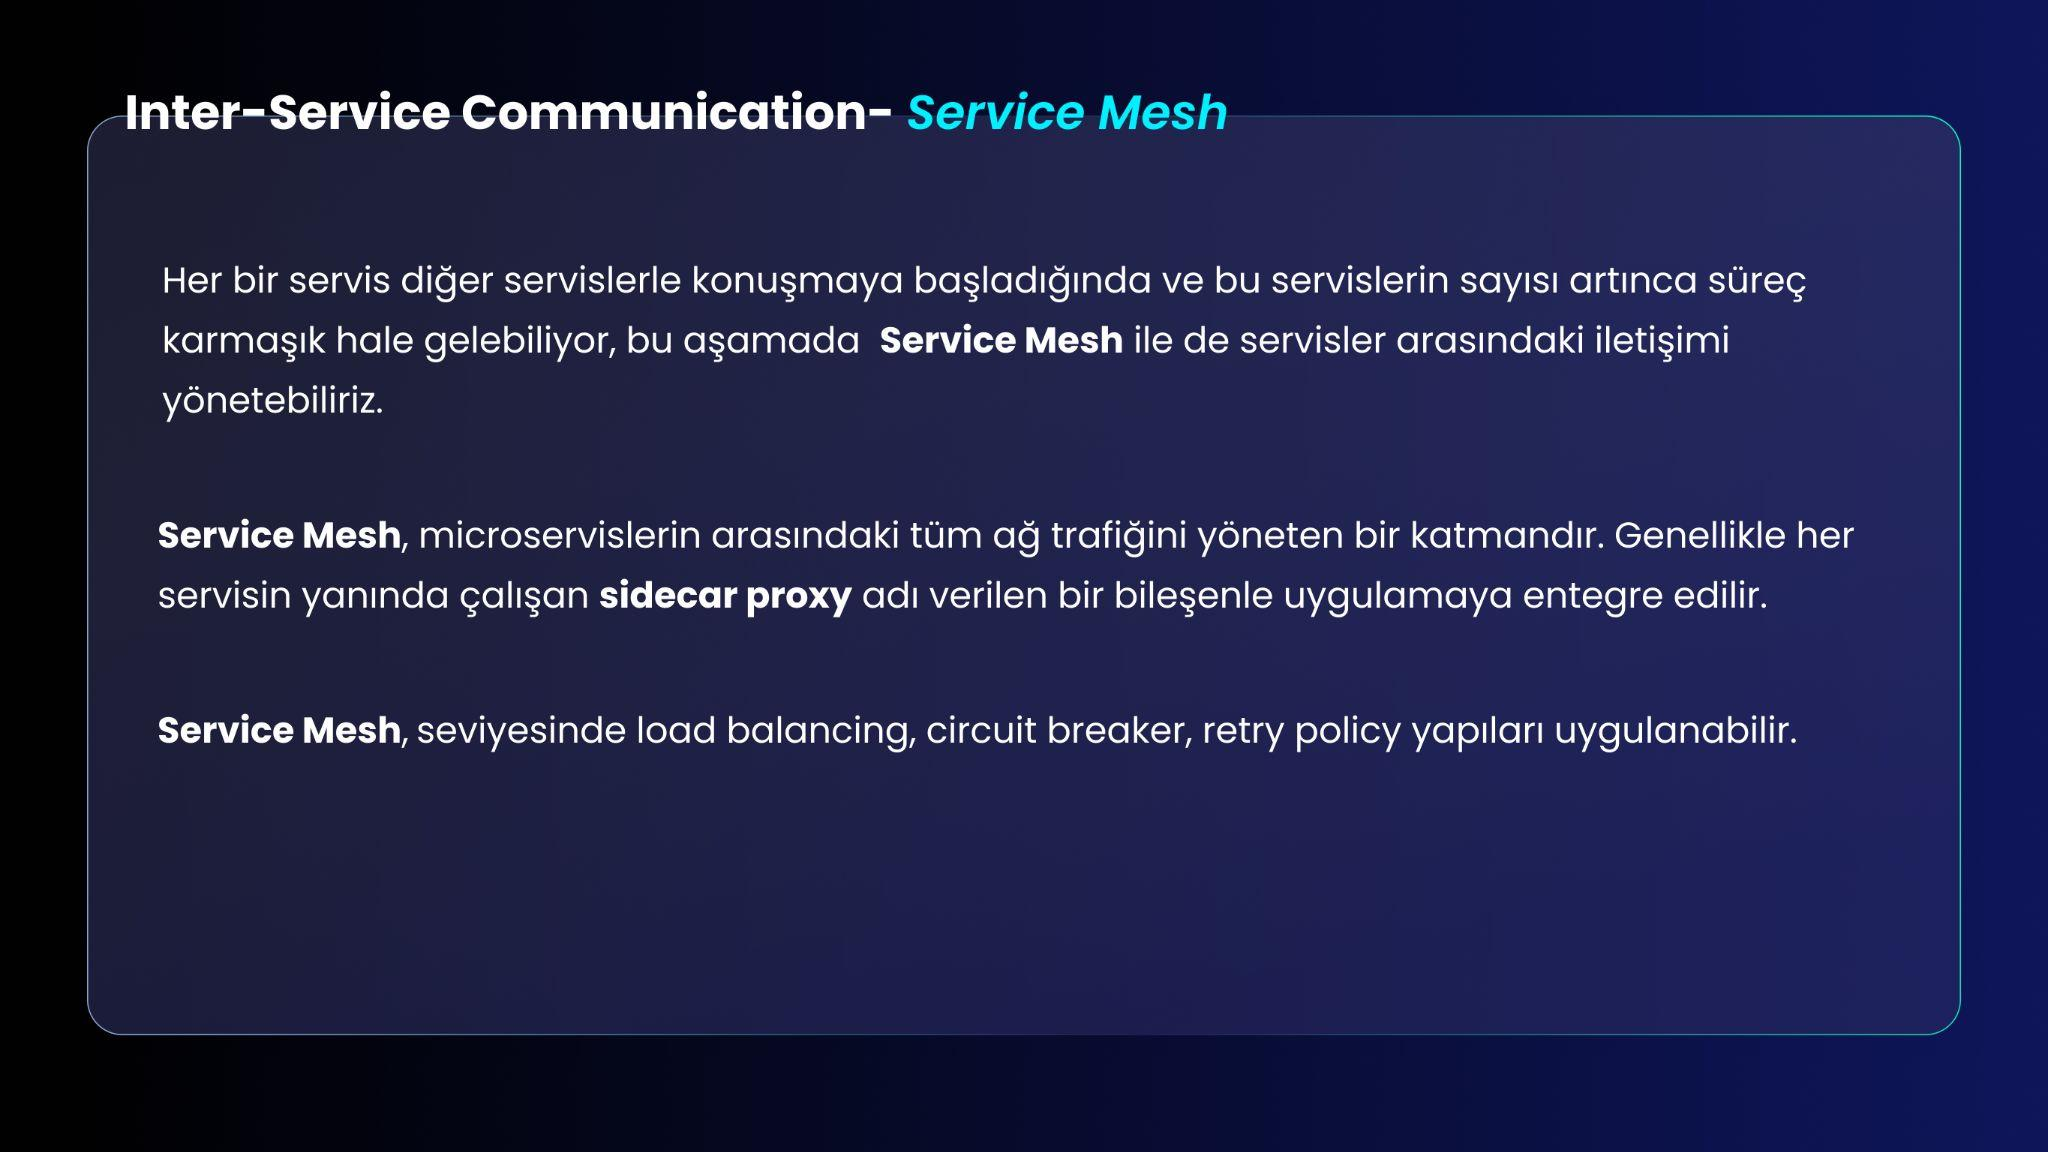 Inter-Service Communication- Service Mesh
Her bir servis diğer servislerle konuşmaya başladığında ve bu servislerin sayısı artınca süreç
karmaşık hale gelebiliyor, bu aşamada  Service Mesh ile de servisler arasındaki iletişimi
yönetebiliriz.
Service Mesh, microservislerin arasındaki tüm ağ trafiğini yöneten bir katmandır. Genellikle her
servisin yanında çalışan sidecar proxy adı verilen bir bileşenle uygulamaya entegre edilir.
Service Mesh, seviyesinde load balancing, circuit breaker, retry policy yapıları uygulanabilir.